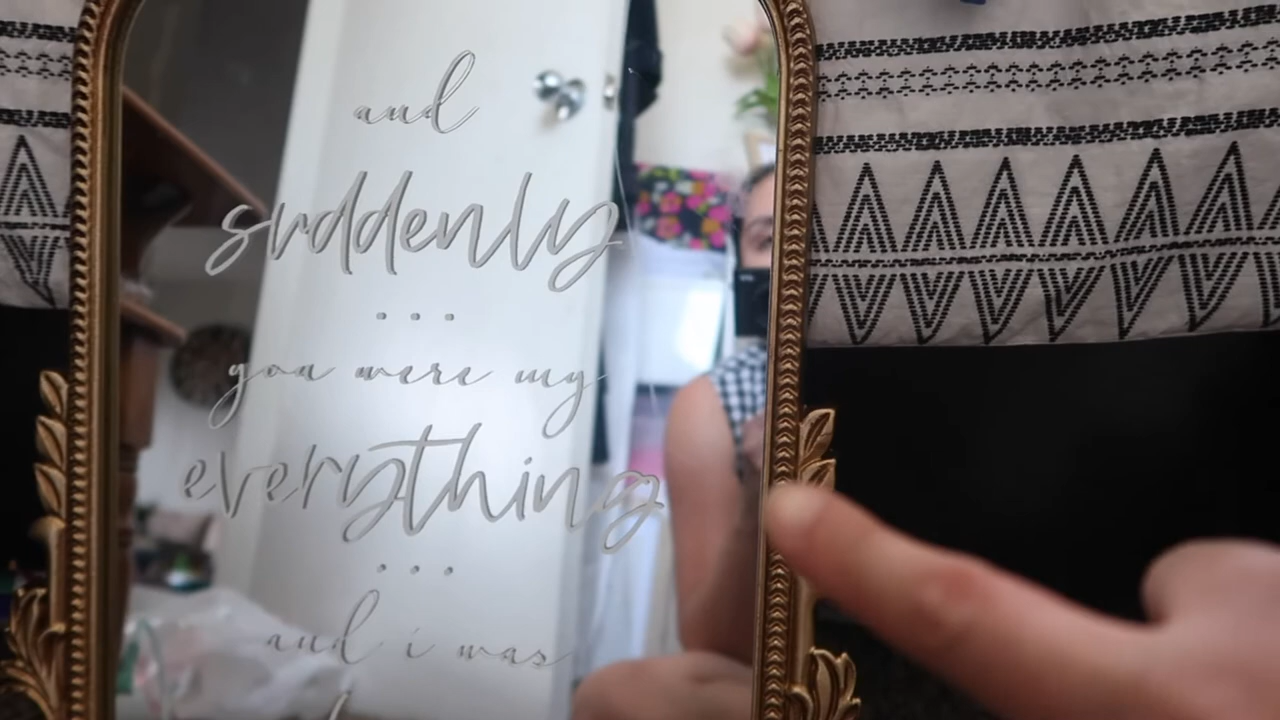 and
suddenly
...
you were my
everything
...
and i was